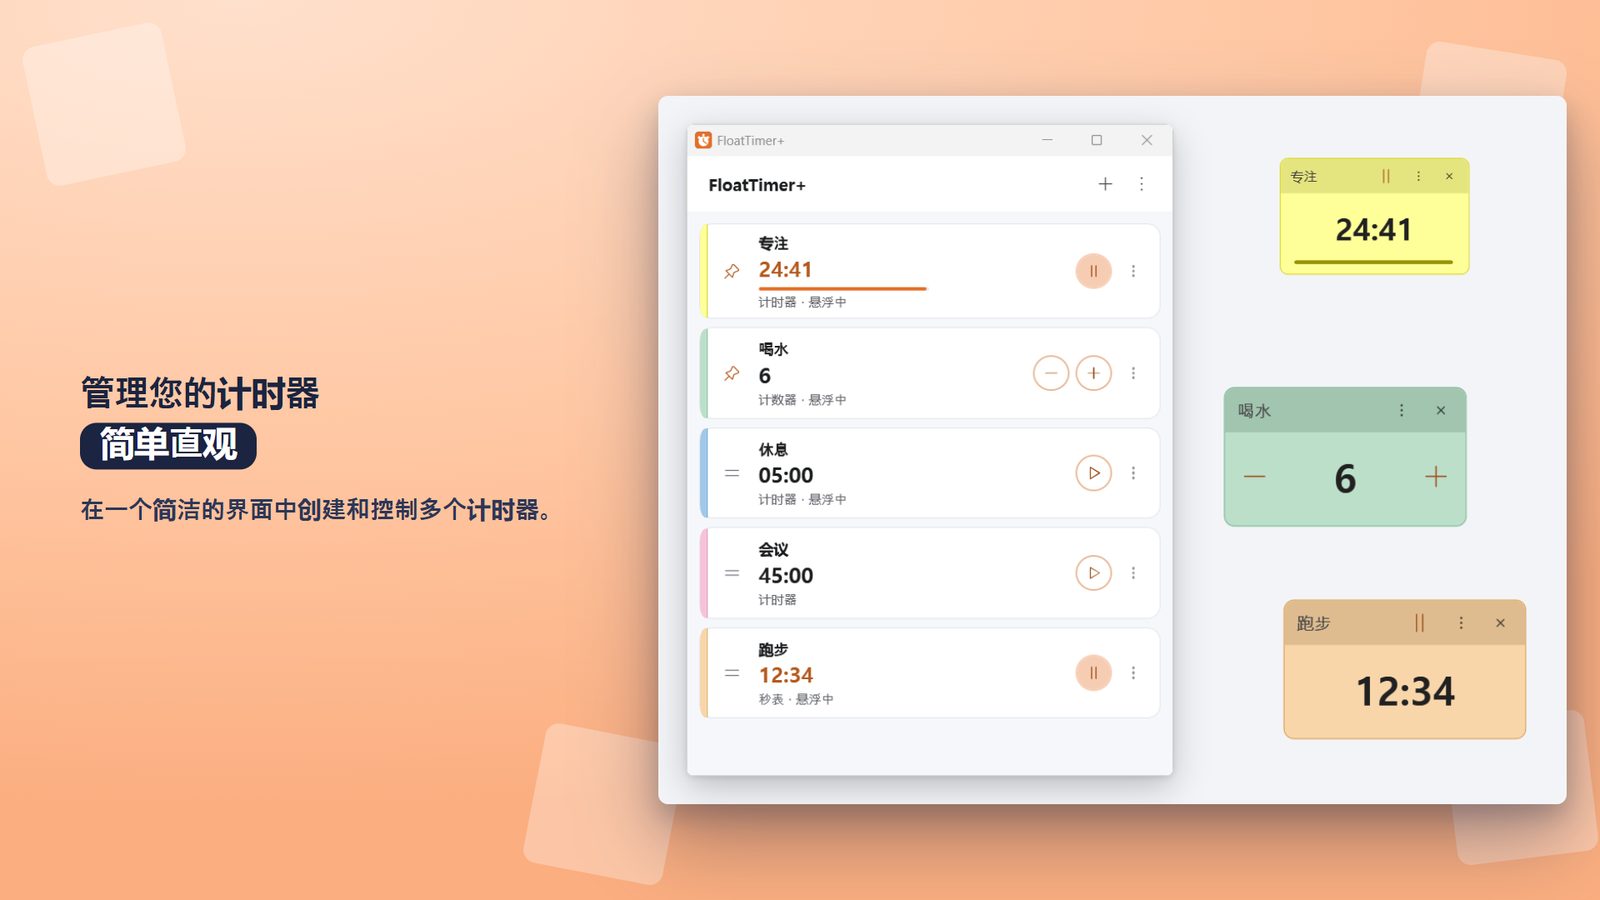 管理您的计时器
简单直观
在一个简洁的界面中创建和控制多个计时器。
FloatTimer+
FloatTimer+
专注
24:41
计时器 · 悬浮中
喝水
6
计数器 · 悬浮中
休息
05:00
计时器 · 悬浮中
会议
45:00
计时器
跑步
12:34
秒表 · 悬浮中
专注
24:41
喝水
6
跑步
12:34